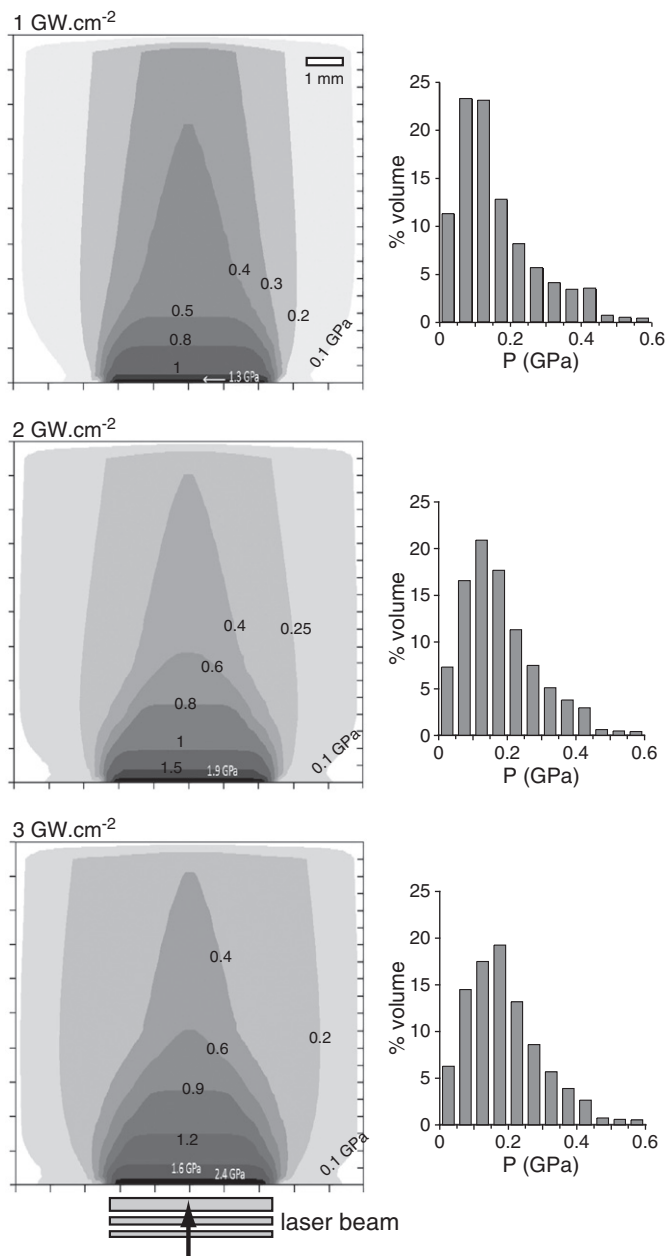 1 GW.cm-2
1 mm
0.4
0.3
0.5
0.2
0.8
0.1 GPa
1
1.3 GPa
25
20
15
10
5
0
% volume
0 0.2 0.4 0.6
P (GPa)
2 GW.cm-2
0.4
0.25
0.6
0.8
1
0.1 GPa
1.5
1.9 GPa
25
20
15
10
5
0
% volume
0 0.2 0.4 0.6
P (GPa)
3 GW.cm-2
0.4
0.2
0.6
0.9
1.2
0.1 GPa
1.6 GPa
2.4 GPa
25
20
15
10
5
0
% volume
0 0.2 0.4 0.6
P (GPa)
laser beam